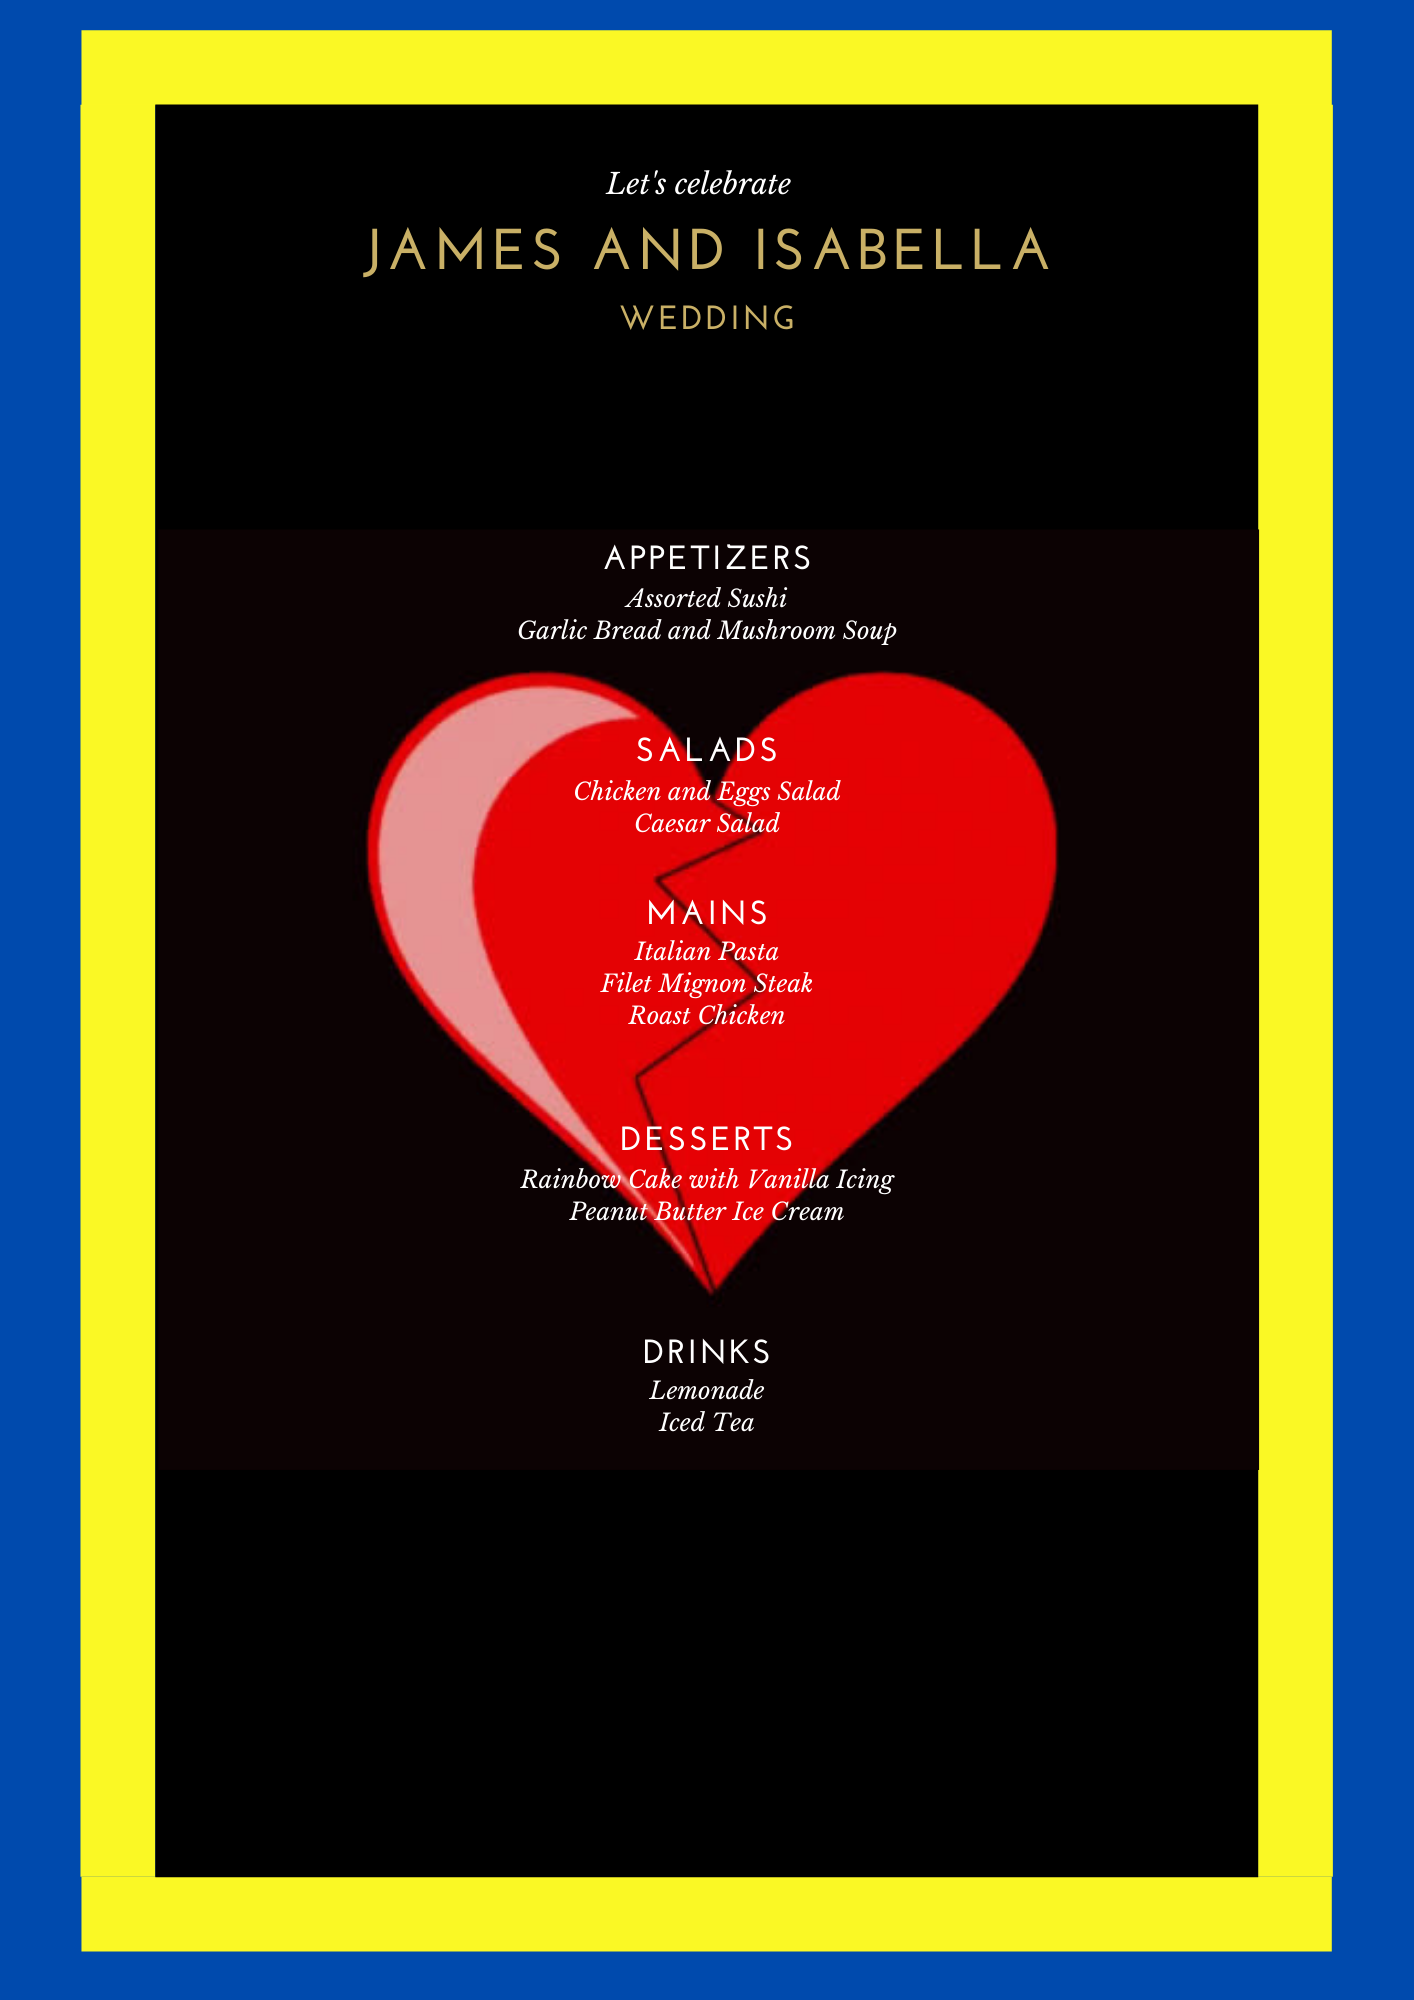 Let's celebrate
JAMES AND ISABELLA
WEDDING
APPETIZERS
Assorted Sushi
Garlic Bread and Mushroom Soup
SALADS
Chicken and Eggs Salad
Caesar Salad
MAINS
Italian Pasta
Filet Mignon Steak
Roast Chicken
DESSERTS
Rainbow Cake with Vanilla Icing
Peanut Butter Ice Cream
DRINKS
Lemonade
Iced Tea